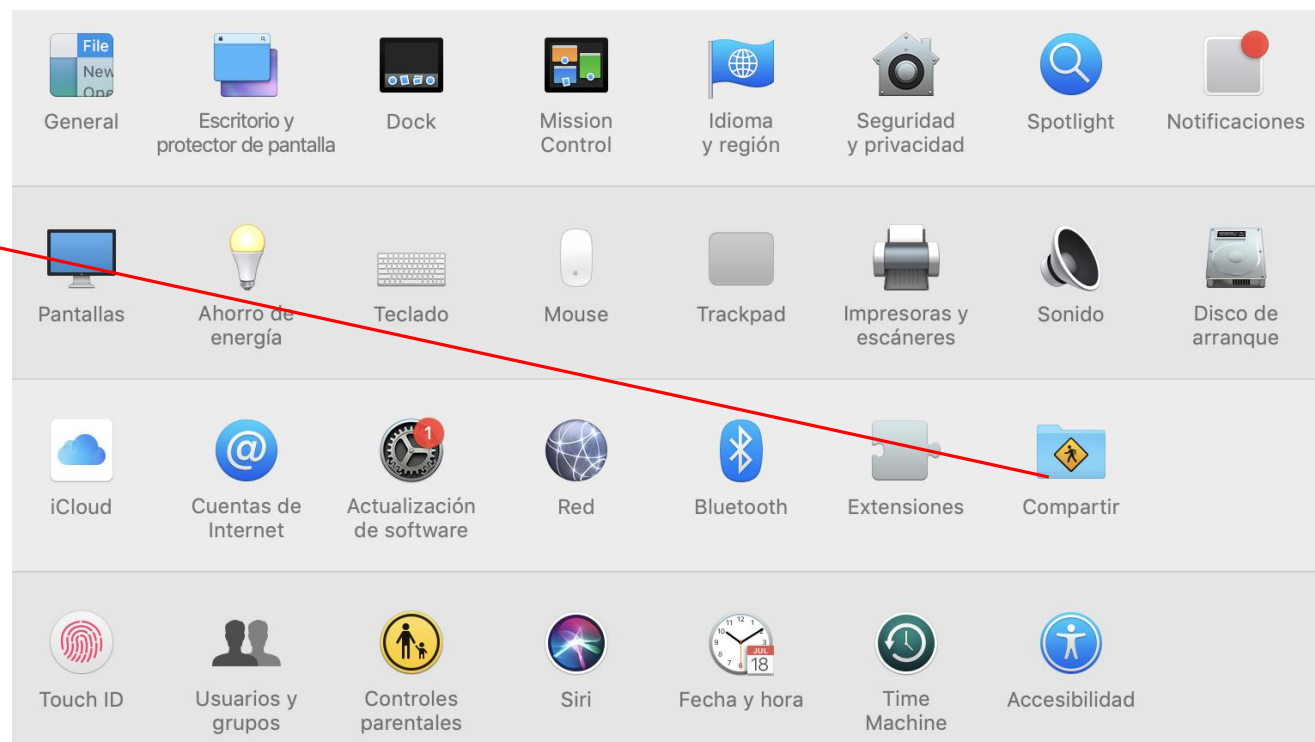 File
New
Ope
General
Escritorio y
protector de pantalla
Dock
Mission
Control
Idioma
y región
Seguridad
y privacidad
Spotlight
Notificaciones
Pantallas
Ahorro de
energía
Teclado
Mouse
Trackpad
Impresoras y
escáneres
Sonido
Disco de
arranque
iCloud
@
Cuentas de
Internet
1
Actualización
de software
Red
Bluetooth
Extensiones
Compartir
Touch ID
Usuarios y
grupos
Controles
parentales
Siri
JUL
18
Fecha y hora
Time
Machine
Accesibilidad